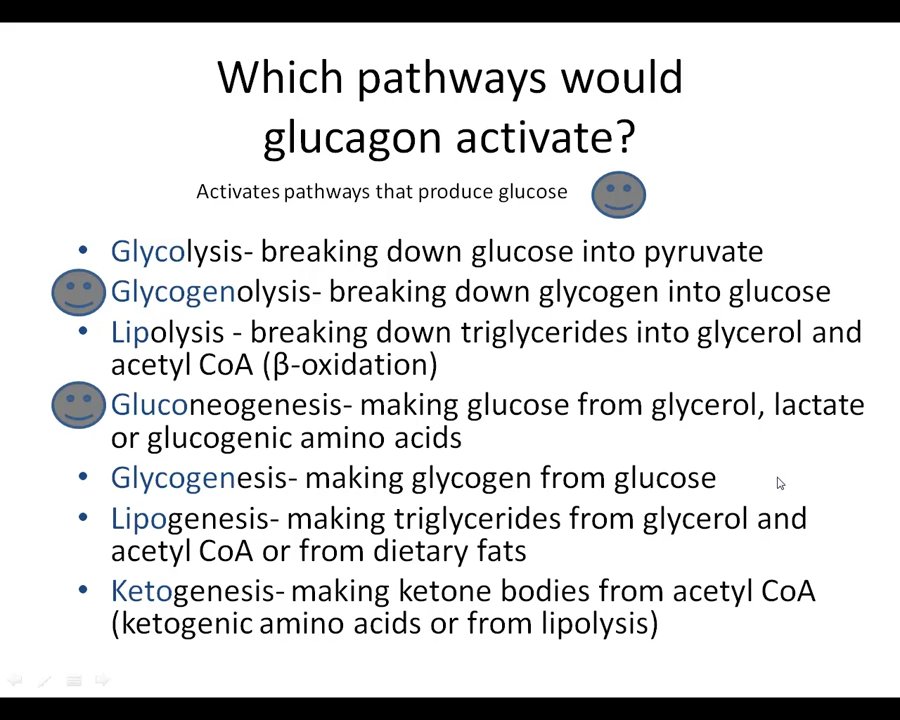 Which pathways would
glucagon activate?
Activates pathways that produce glucose
• Glycolysis- breaking down glucose into pyruvate
Glycogenolysis- breaking down glycogen into glucose
• Lipolysis - breaking down triglycerides into glycerol and
acetyl CoA (β-oxidation)
Gluconeogenesis- making glucose from glycerol, lactate
or glucogenic amino acids
• Glycogenesis- making glycogen from glucose
• Lipogenesis- making triglycerides from glycerol and
acetyl CoA or from dietary fats
• Ketogenesis- making ketone bodies from acetyl CoA
(ketogenic amino acids or from lipolysis)